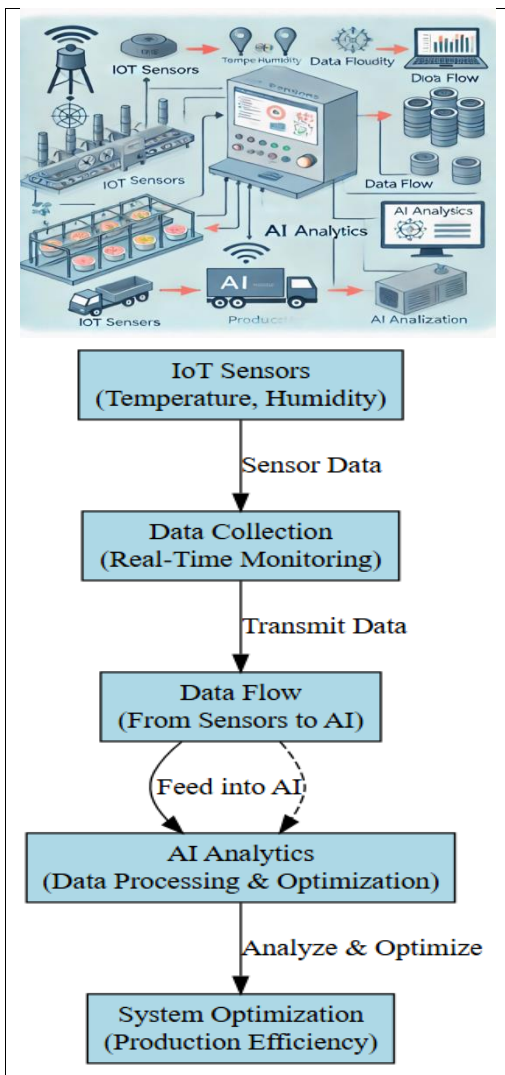 IOT Sensors
Tempe Humidity
Data Floudity
Dioa Flow
IOT Sensors
Data Flow
AI Analytics
AI Analysics
AI
IOT Sensers
Produc
AI Analization
IoT Sensors
(Temperature, Humidity)
Sensor Data
Data Collection
(Real-Time Monitoring)
Transmit Data
Data Flow
(From Sensors to AI)
Feed into AI
AI Analytics
(Data Processing & Optimization)
Analyze & Optimize
System Optimization
(Production Efficiency)